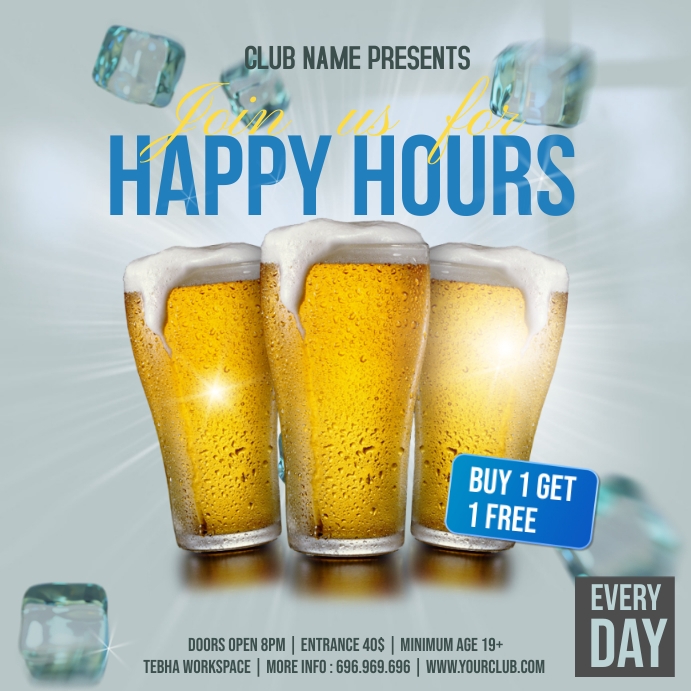 CLUB NAME PRESENTS
Join us for
HAPPY HOURS
BUY 1 GET
1 FREE
EVERY
DAY
DOORS OPEN 8PM | ENTRANCE 40$ | MINIMUM AGE 19+
TEBHA WORKSPACE | MORE INFO : 696.969.696 | WWW.YOURCLUB.COM